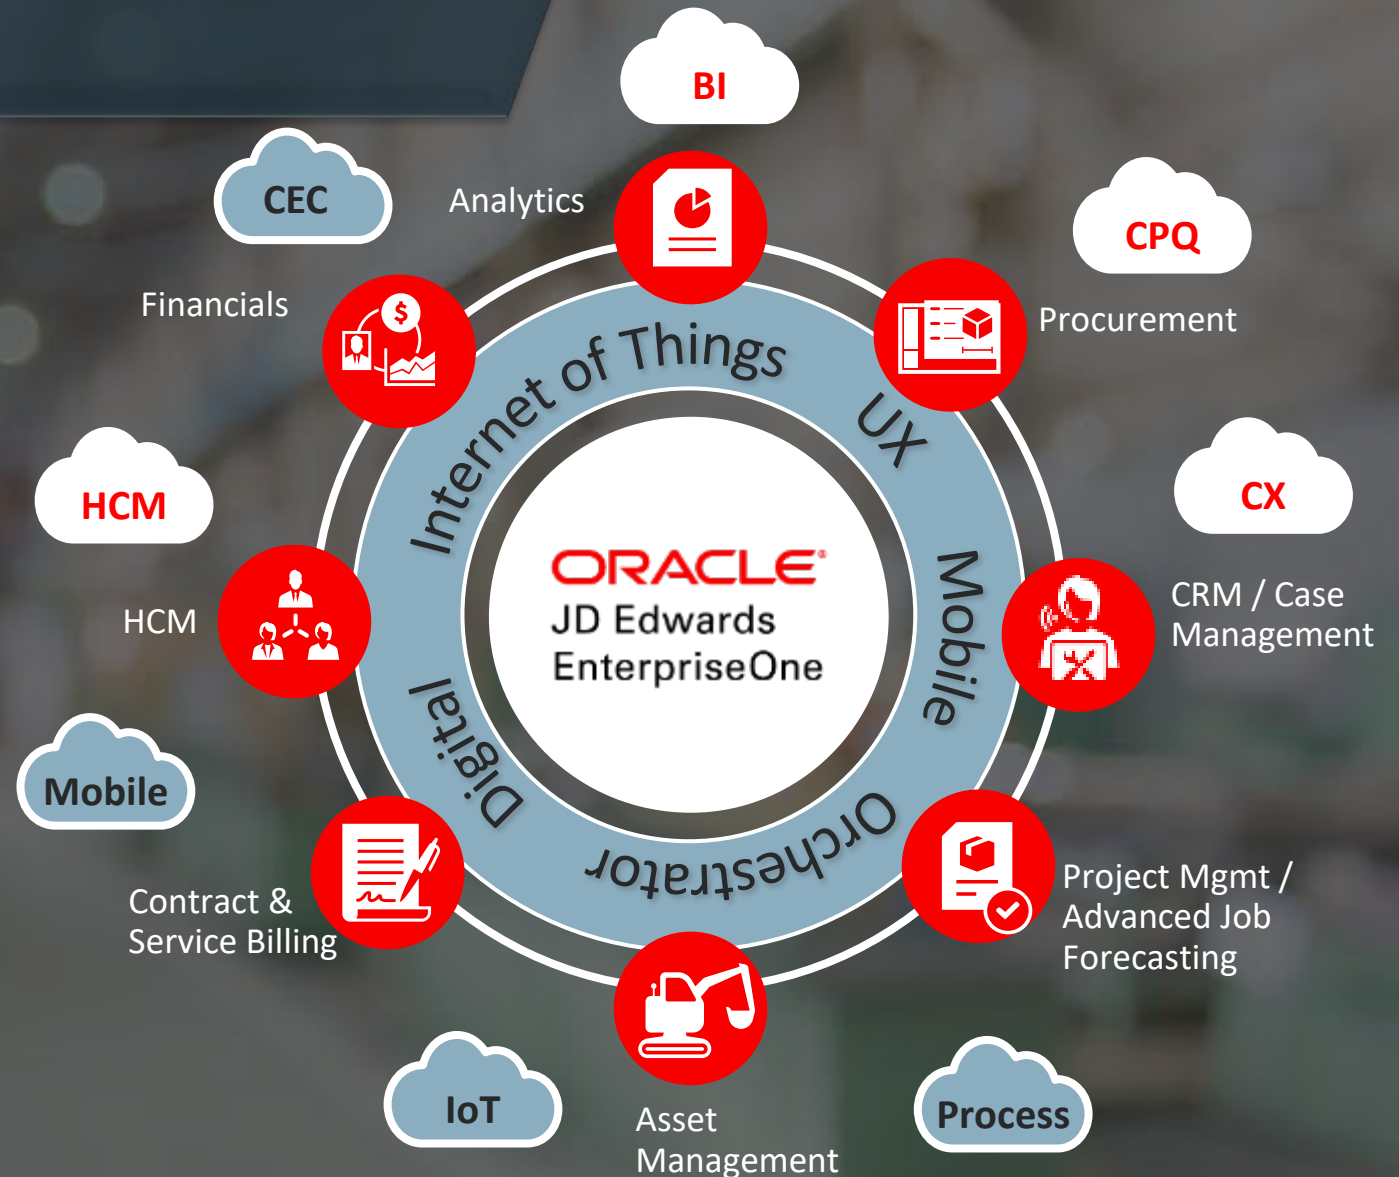 BI
CEC
Analytics
CPQ
Financials
Procurement
Internet of Things
UX
HCM
CX
ORACLE®
JD Edwards
EnterpriseOne
Mobile
CRM / Case
Management
HCM
Digital
Mobile
Orchestrator
Project Mgmt /
Advanced Job
Forecasting
Contract &
Service Billing
IoT
Process
Asset
Management
$